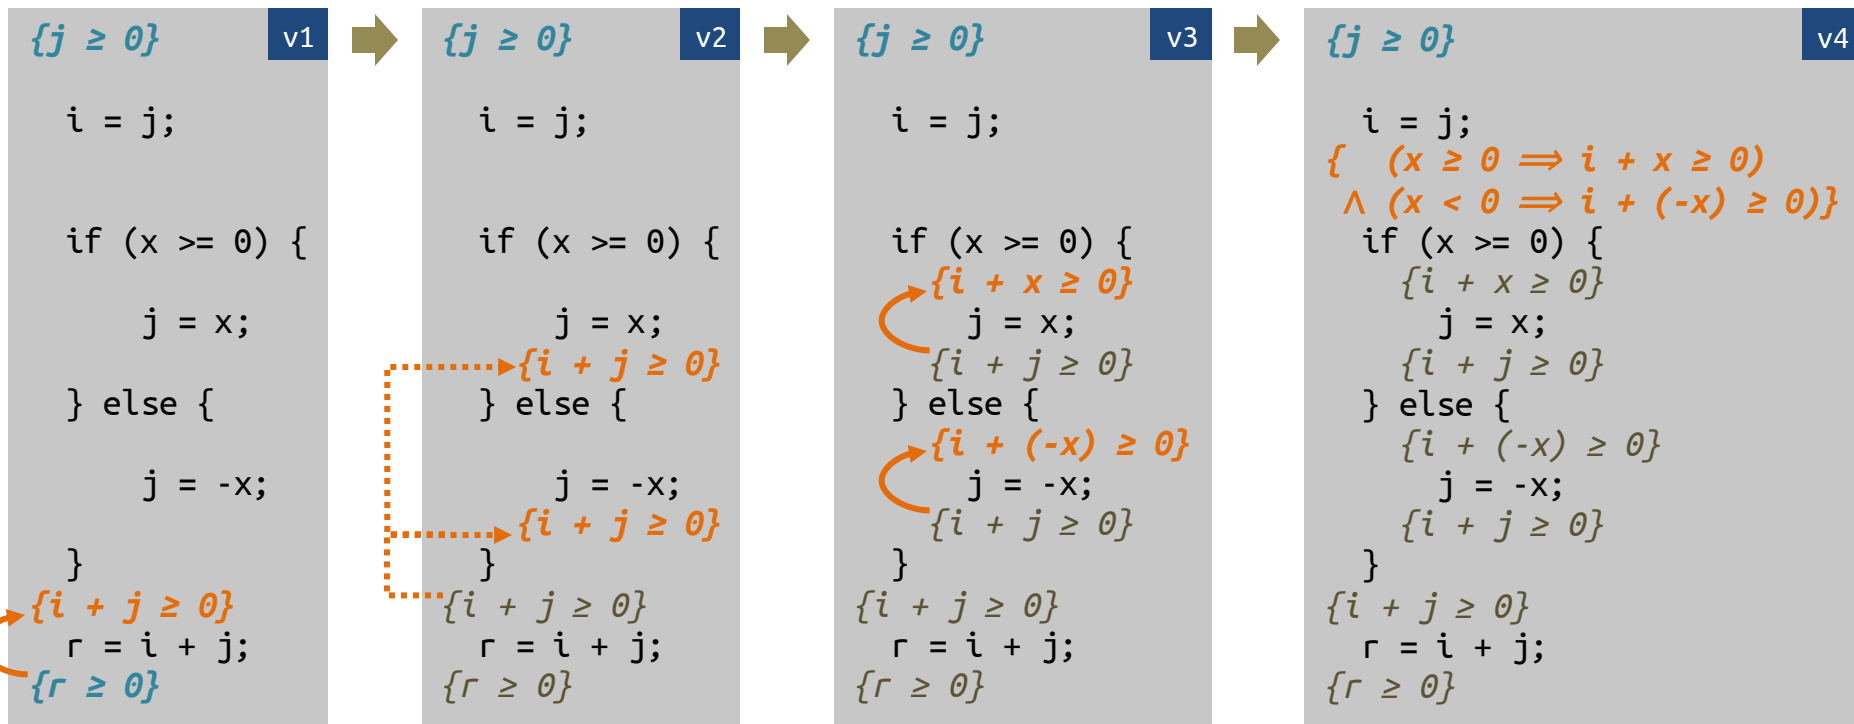 {j ≥ 0} v1
i = j;
if (x >= 0) {
j = x;
} else {
j = -x;
}
{i + j ≥ 0}
r = i + j;
{r ≥ 0}
{j ≥ 0} v2
i = j;
if (x >= 0) {
j = x;
{i + j ≥ 0}
} else {
j = -x;
{i + j ≥ 0}
}
{i + j ≥ 0}
r = i + j;
{r ≥ 0}
{j ≥ 0} v3
i = j;
if (x >= 0) {
{i + x ≥ 0}
j = x;
{i + j ≥ 0}
} else {
{i + (-x) ≥ 0}
j = -x;
{i + j ≥ 0}
}
{i + j ≥ 0}
r = i + j;
{r ≥ 0}
{j ≥ 0} v4
i = j;
{ (x ≥ 0 ⟹ i + x ≥ 0)
∧ (x < 0 ⟹ i + (-x) ≥ 0)}
if (x >= 0) {
{i + x ≥ 0}
j = x;
{i + j ≥ 0}
} else {
{i + (-x) ≥ 0}
j = -x;
{i + j ≥ 0}
}
{i + j ≥ 0}
r = i + j;
{r ≥ 0}